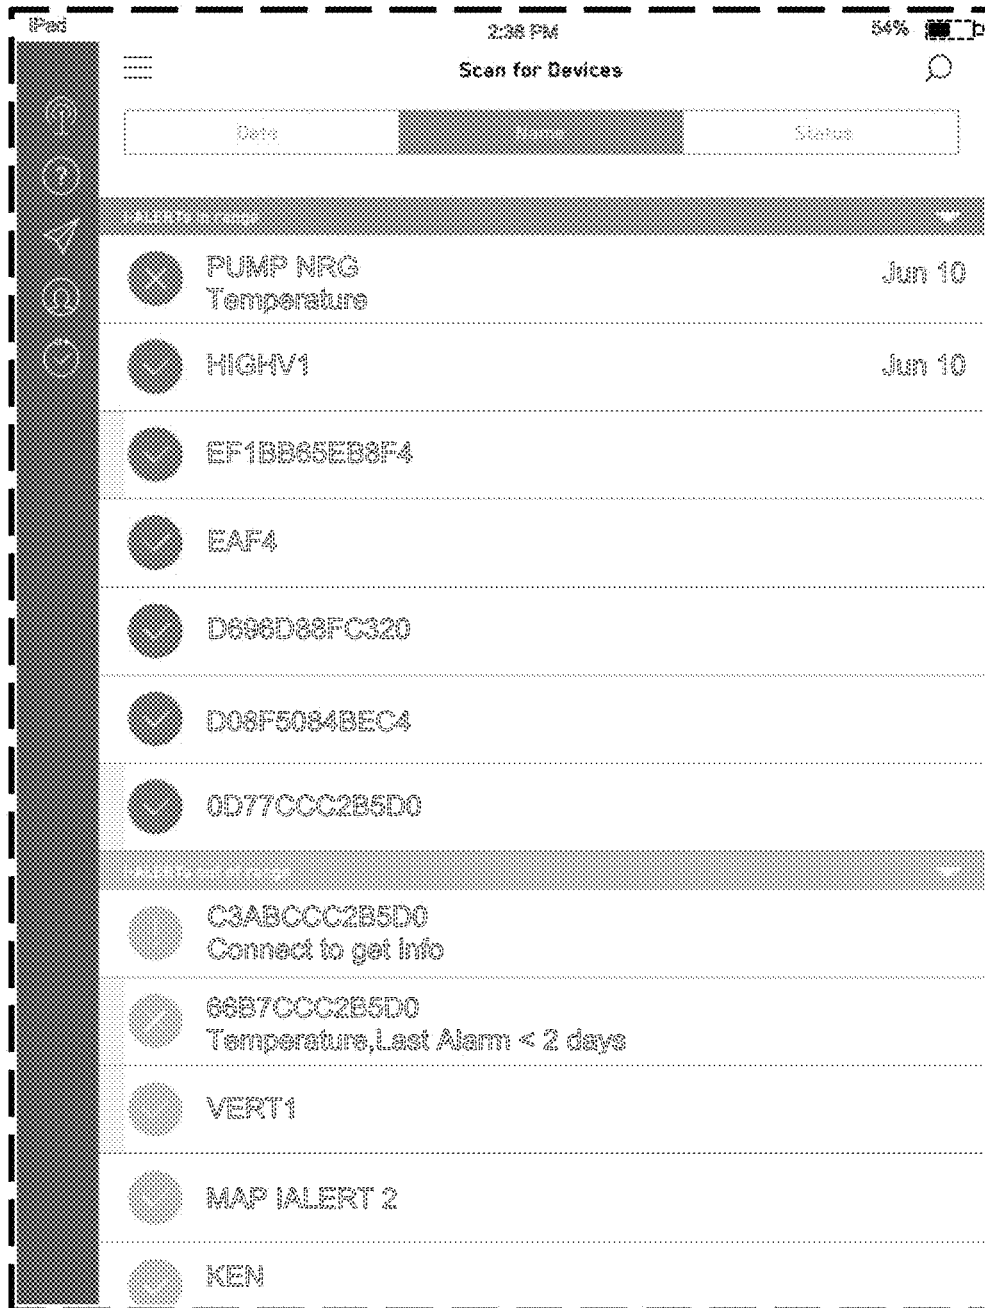 iPad
2:38 PM
54%
Scan for Devices
Date
Name
Status
PUMP NRG
Jun 10
Temperature
HIGHV1
Jun 10
EF1BB65EB8F4
EAF4
D696D88FC320
D08F5084BEC4
0D77CCC2B5D0
C3ABCCC2B5D0
Connect to get info
66B7CCC2B5D0
Temperature,Last Alarm < 2 days
VERT1
MAP IALERT 2
KEN